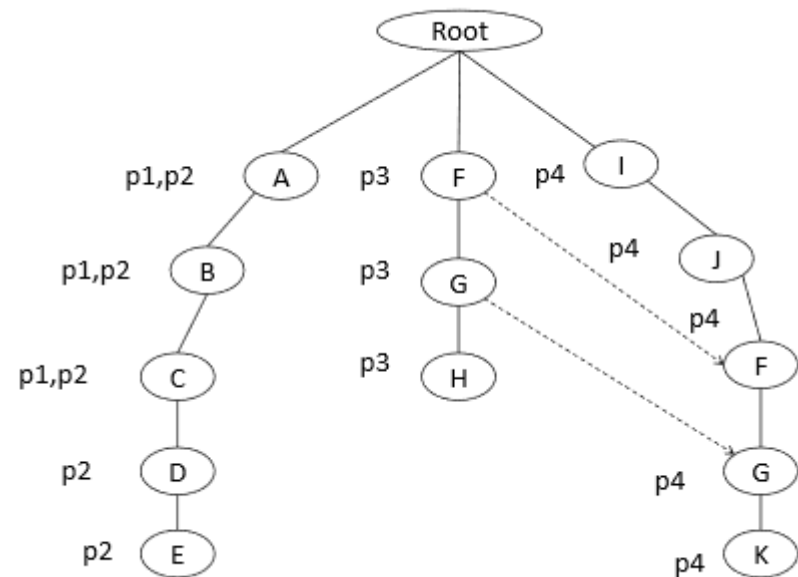 Root
p1,p2 A p3 F p4 I
p1,p2 B p3 G p4 J
p4
p1,p2 C p3 H F
p2 D p4 G
p2 E p4 K